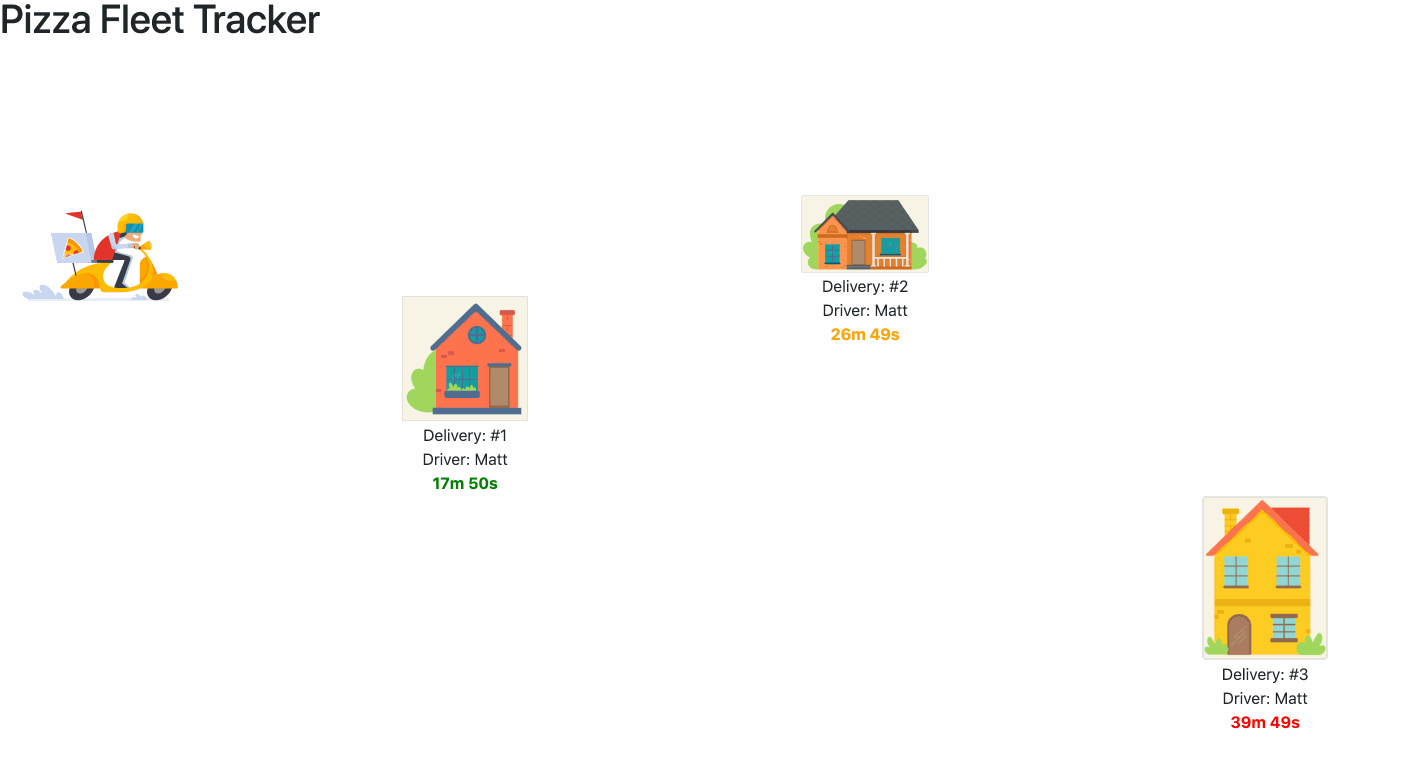 Pizza Fleet Tracker
Delivery: #2
Driver: Matt
26m 49s
Delivery: #1
Driver: Matt
17m 50s
Delivery: #3
Driver: Matt
39m 49s